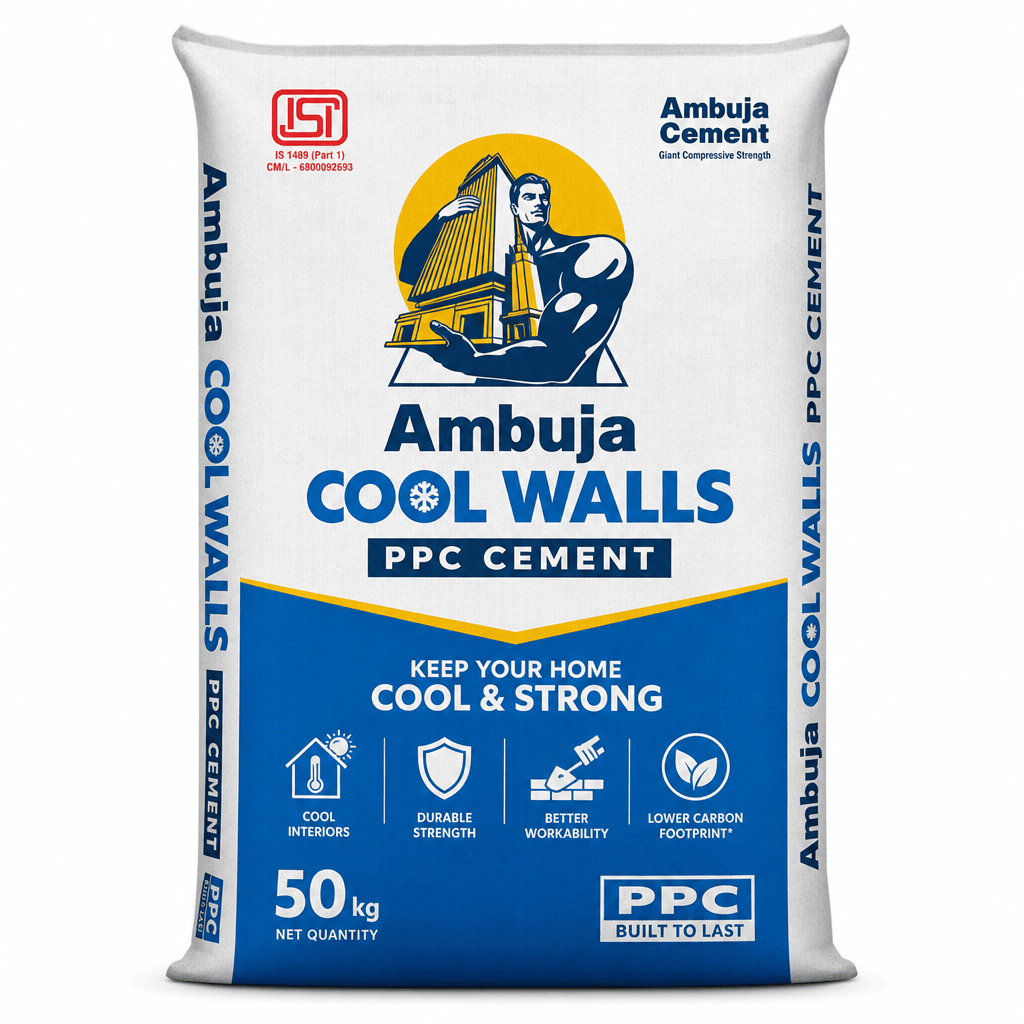 ISI
IS 1489 (Part 1)
CM/L - 6800092693
Ambuja
Cement
Giant Compressive Strength
Ambuja
COOL WALLS
PPC CEMENT
KEEP YOUR HOME
COOL & STRONG
COOL
INTERIORS
DURABLE
STRENGTH
BETTER
WORKABILITY
LOWER CARBON
FOOTPRINT*
50 kg
NET QUANTITY
PPC
BUILT TO LAST
Ambuja COOL WALLS PPC CEMENT
PPC
Ambuja COOL WALLS PPC CEMENT